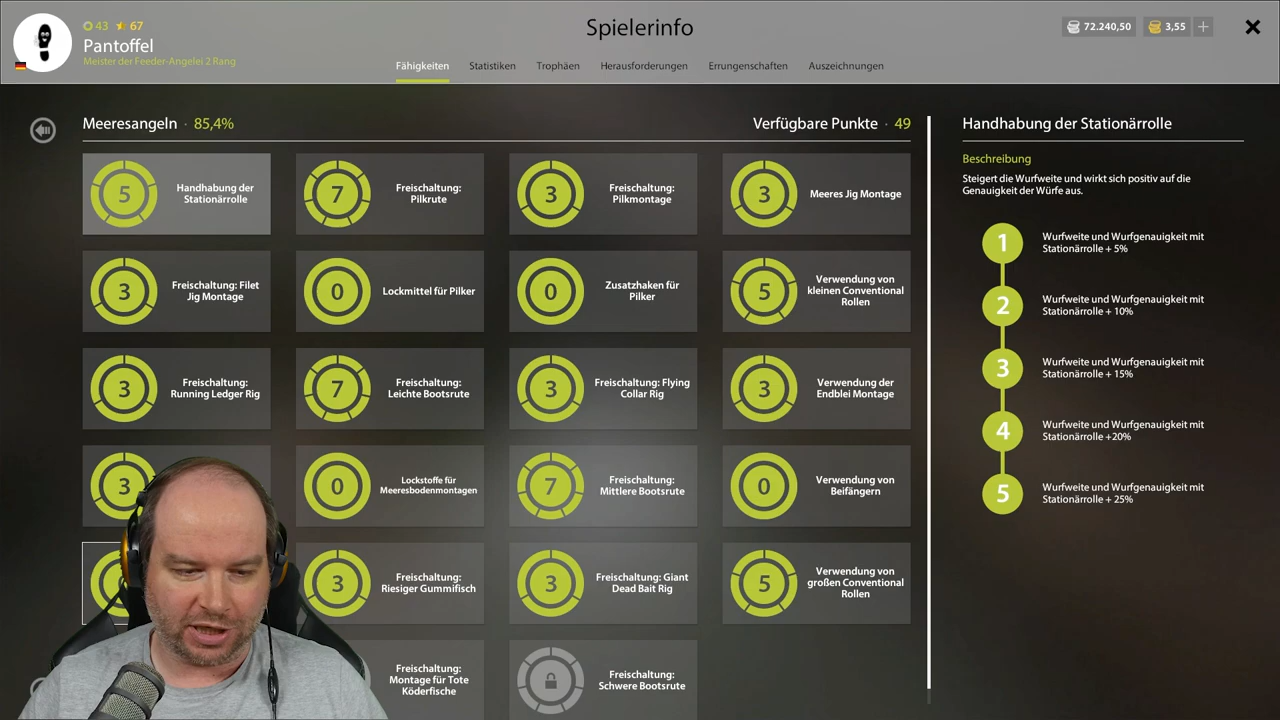 43 67
Spielerinfo
72.240,50 3,55
Pantoffel
Meister der Feeder-Angelei 2 Rang
Fähigkeiten Statistiken Trophäen Herausforderungen Errungenschaften Auszeichnungen
Meeresangeln · 85,4%
Verfügbare Punkte · 49
5 Handhabung der
Stationärrolle
7 Freischaltung:
Pilkrute
3 Freischaltung:
Pilkmontage
3 Meeres Jig Montage
3 Freischaltung: Filet
Jig Montage
0 Lockmittel für Pilker
0 Zusatzhaken für
Pilker
5 Verwendung von
kleinen Conventional
Rollen
3 Freischaltung:
Running Ledger Rig
7 Freischaltung:
Leichte Bootsrute
3 Freischaltung: Flying
Collar Rig
3 Verwendung der
Endblei Montage
3
0 Lockstoffe für
Meeresbodenmontagen
7 Freischaltung:
Mittlere Bootsrute
0 Verwendung von
Beifängern
3 Freischaltung:
Riesiger Gummifisch
3 Freischaltung: Giant
Dead Bait Rig
5 Verwendung von
großen Conventional
Rollen
Freischaltung:
Montage für Tote
Köderfische
Freischaltung:
Schwere Bootsrute
Handhabung der Stationärrolle
Beschreibung
Steigert die Wurfweite und wirkt sich positiv auf die
Genauigkeit der Würfe aus.
1 Wurfweite und Wurfgenauigkeit mit
Stationärrolle + 5%
2 Wurfweite und Wurfgenauigkeit mit
Stationärrolle + 10%
3 Wurfweite und Wurfgenauigkeit mit
Stationärrolle + 15%
4 Wurfweite und Wurfgenauigkeit mit
Stationärrolle +20%
5 Wurfweite und Wurfgenauigkeit mit
Stationärrolle + 25%